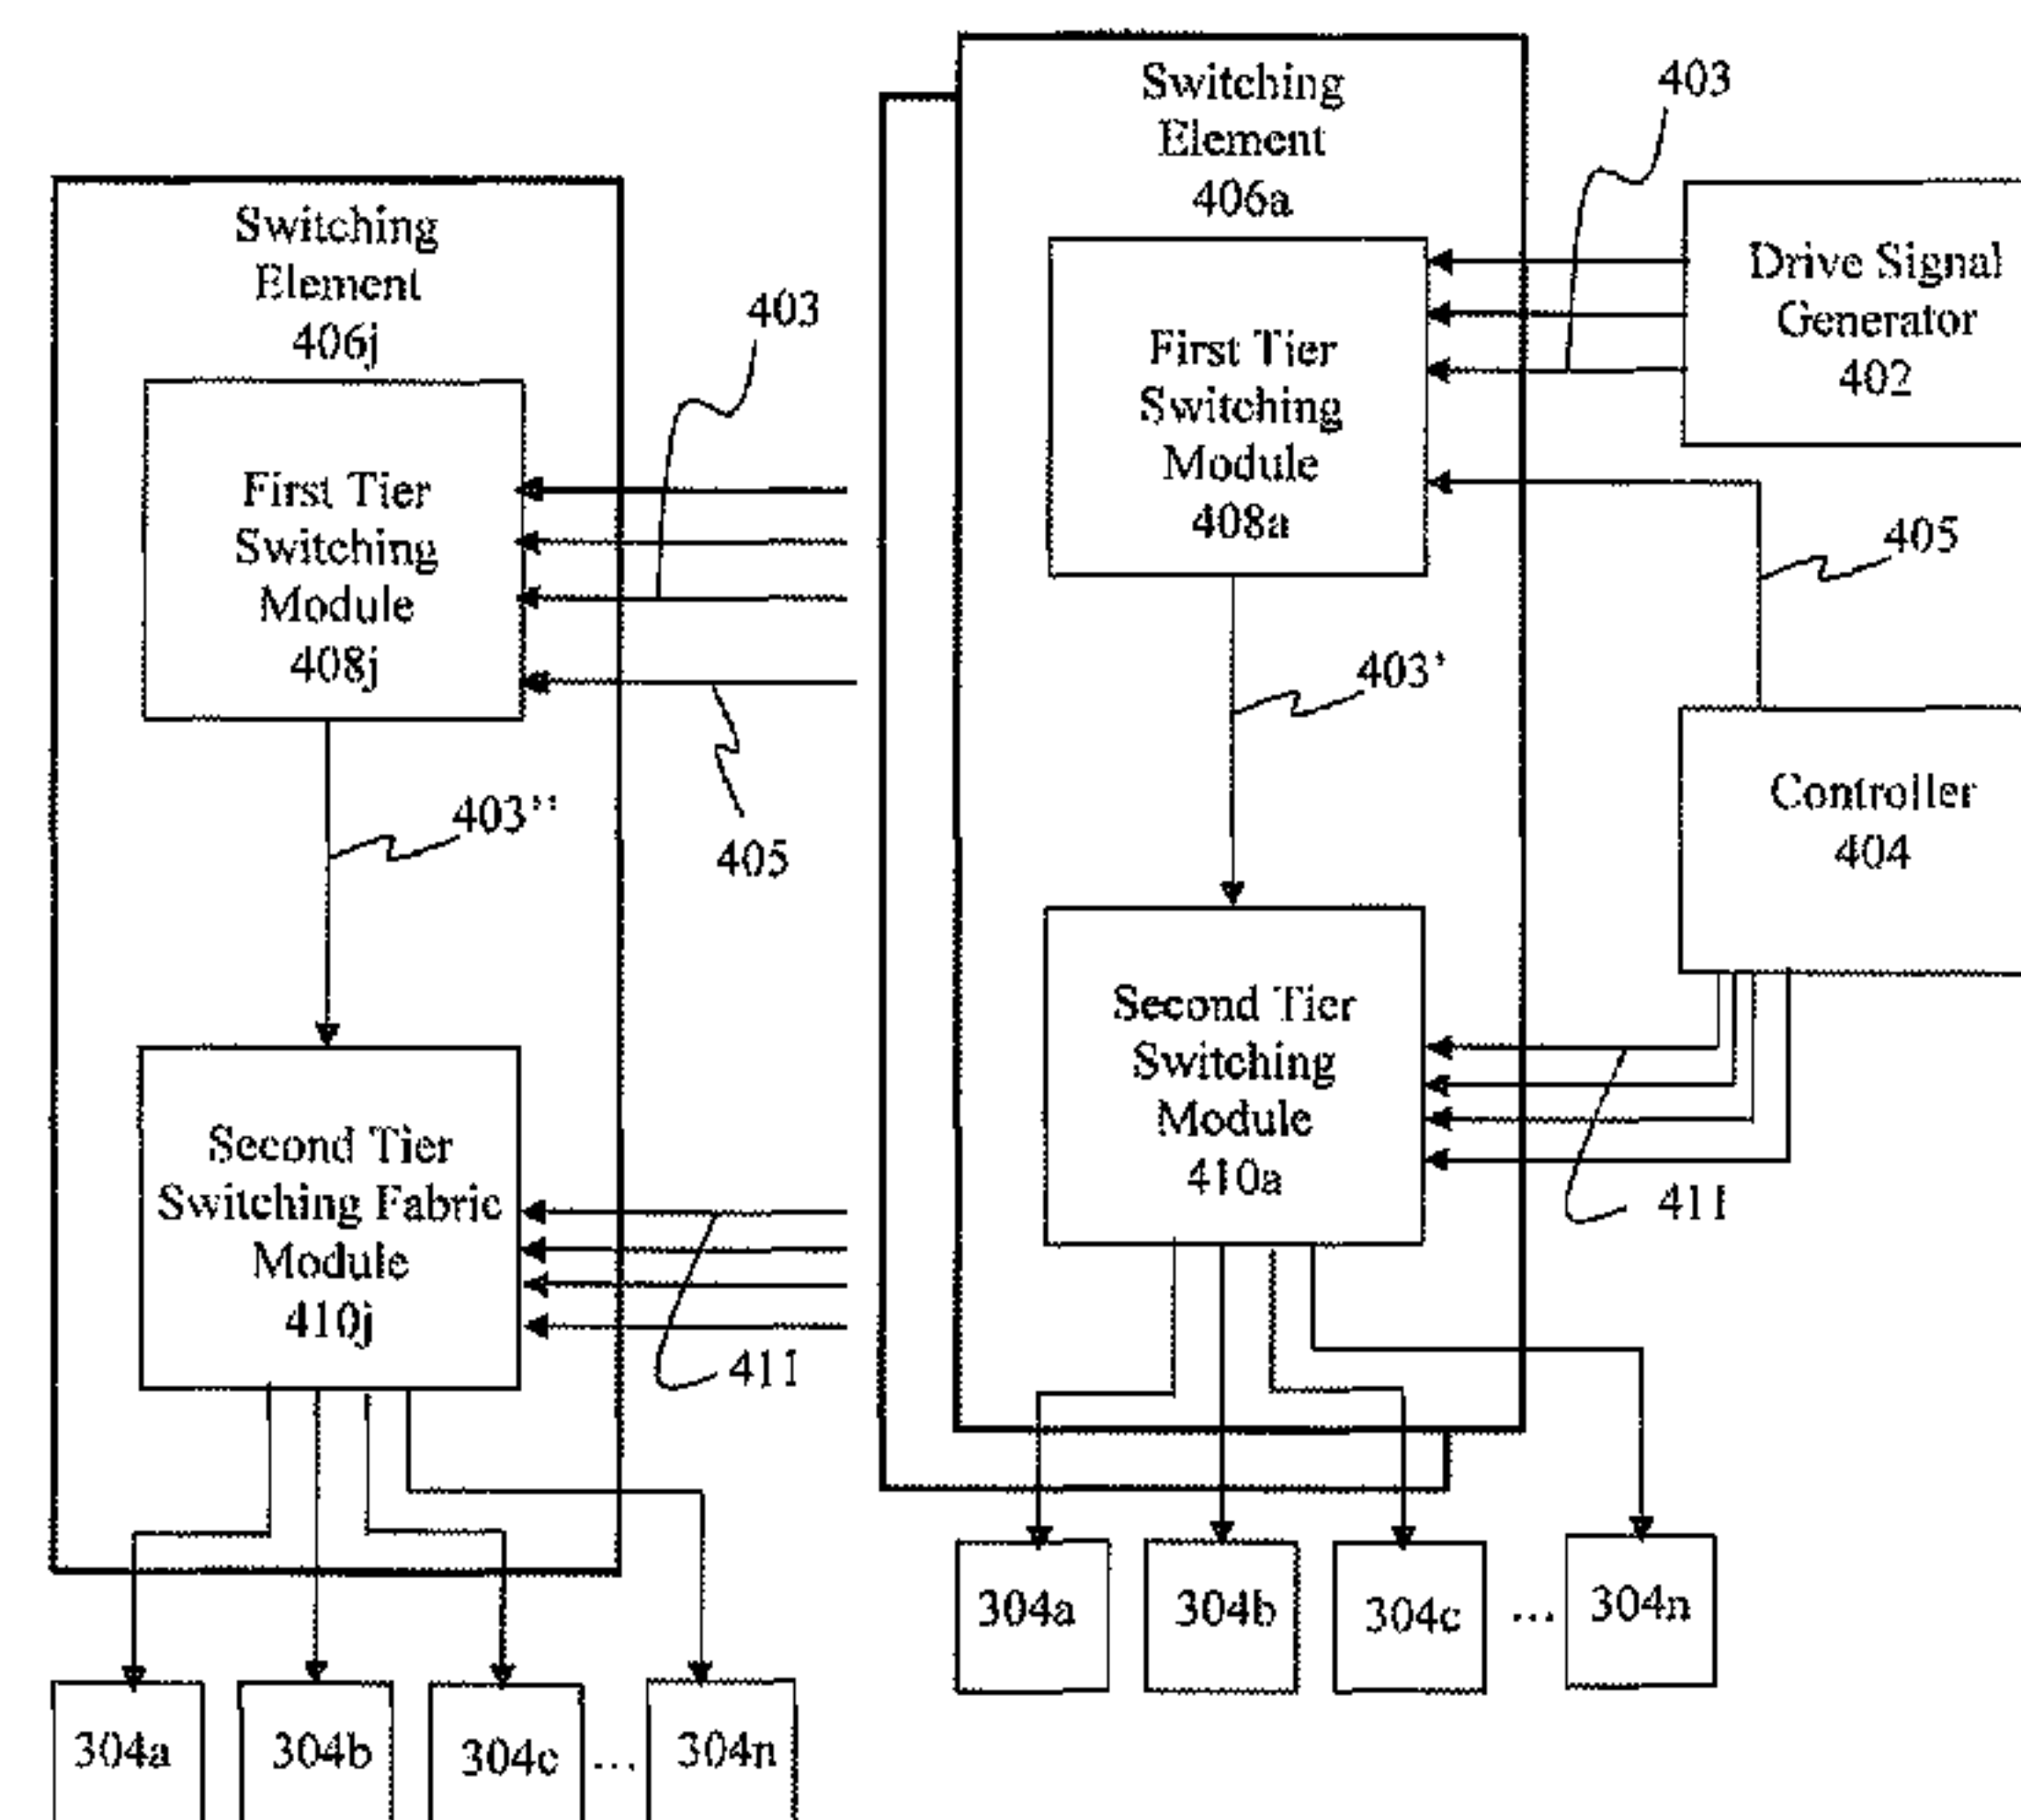 Switching
Element
406j
First Tier
Switching
Module
408j
403
405
403''
Second Tier
Switching Fabric
Module
410j
411
304a
304b
304c
...
304n
Switching
Element
406a
First Tier
Switching
Module
408a
403
Drive Signal
Generator
402
405
403'
Controller
404
Second Tier
Switching
Module
410a
411
304a
304b
304c
...
304n